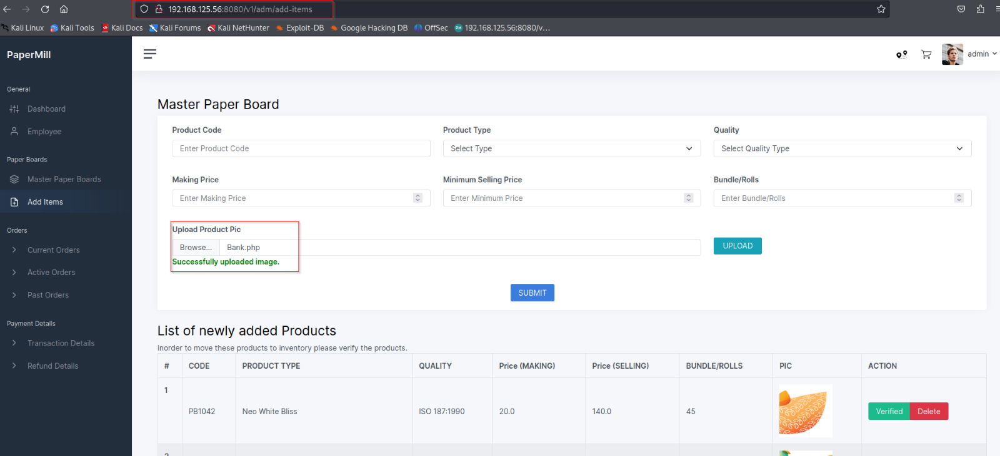 192.168.125.56:8080/v1/adm/add-items
Kali Linux Kali Tools Kali Docs Kali Forums Kali NetHunter Exploit-DB Google Hacking DB OffSec 192.168.125.56:8080/v...
PaperMill
admin
General
Dashboard
Employee
Paper Boards
Master Paper Boards
Add Items
Orders
Current Orders
Active Orders
Past Orders
Payment Details
Transaction Details
Refund Details
Master Paper Board
Product Code Product Type Quality
Enter Product Code Select Type Select Quality Type
Making Price Minimum Selling Price Bundle/Rolls
Enter Making Price Enter Minimum Price Enter Bundle/Rolls
Upload Product Pic
Browse... Bank.php UPLOAD
Successfully uploaded image.
SUBMIT
List of newly added Products
Inorder to move these products to inventory please verify the products.
# CODE PRODUCT TYPE QUALITY Price (MAKING) Price (SELLING) BUNDLE/ROLLS PIC ACTION
1 PB1042 Neo White Bliss ISO 187:1990 20.0 140.0 45 Verified Delete